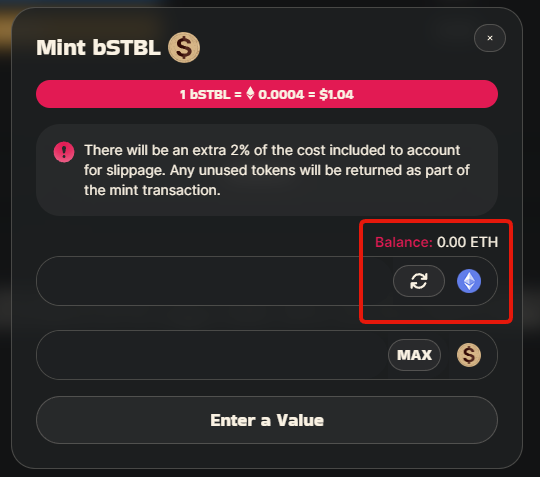 Mint bSTBL $
×
1 bSTBL = 0.0004 = $1.04
! There will be an extra 2% of the cost included to account
for slippage. Any unused tokens will be returned as part of
the mint transaction.
Balance: 0.00 ETH
MAX $
Enter a Value